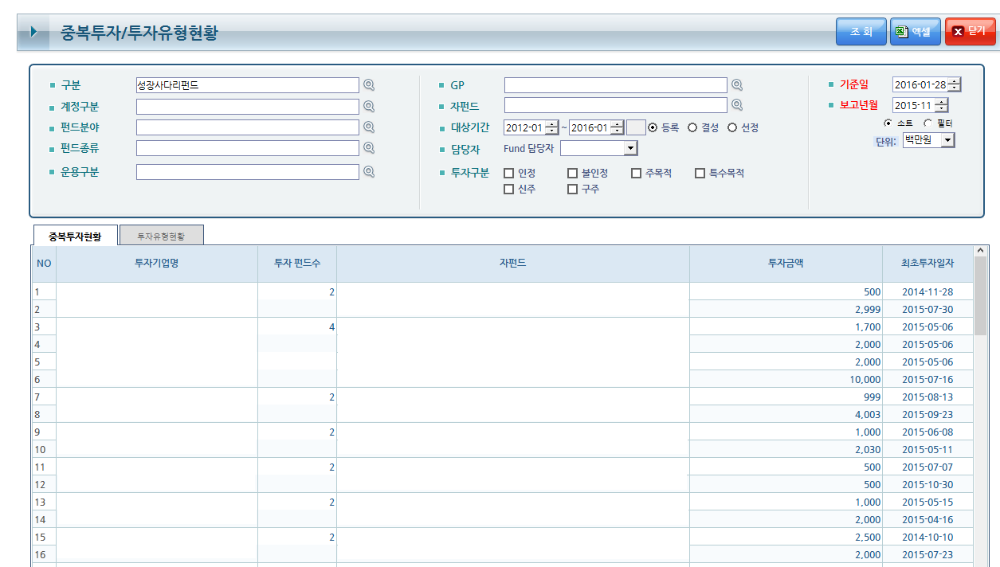 중복투자/투자유형현황
조 회 엑셀 닫기
구분 성장사다리펀드 GP 기준일 2016-01-28
계정구분 자펀드 보고년월 2015-11
펀드분야 대상기간 2012-01 ~ 2016-01 등록 결성 선정 소트 필터
펀드종류 담당자 Fund 담당자 단위: 백만원
운용구분 투자구분 인정 불인정 주목적 특수목적
신주 구주
중복투자현황 투자유형현황
NO 투자기업명 투자 펀드수 자펀드 투자금액 최초투자일자
1 2 500 2014-11-28
2 2,999 2015-07-30
3 4 1,700 2015-05-06
4 2,000 2015-05-06
5 2,000 2015-05-06
6 10,000 2015-07-16
7 2 999 2015-08-13
8 4,003 2015-09-23
9 2 1,000 2015-06-08
10 2,030 2015-05-11
11 2 500 2015-07-07
12 500 2015-10-30
13 2 1,000 2015-05-15
14 2,000 2015-04-16
15 2 2,500 2014-10-10
16 2,000 2015-07-23